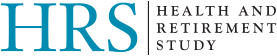 HRS
HEALTH AND
RETIREMENT
STUDY